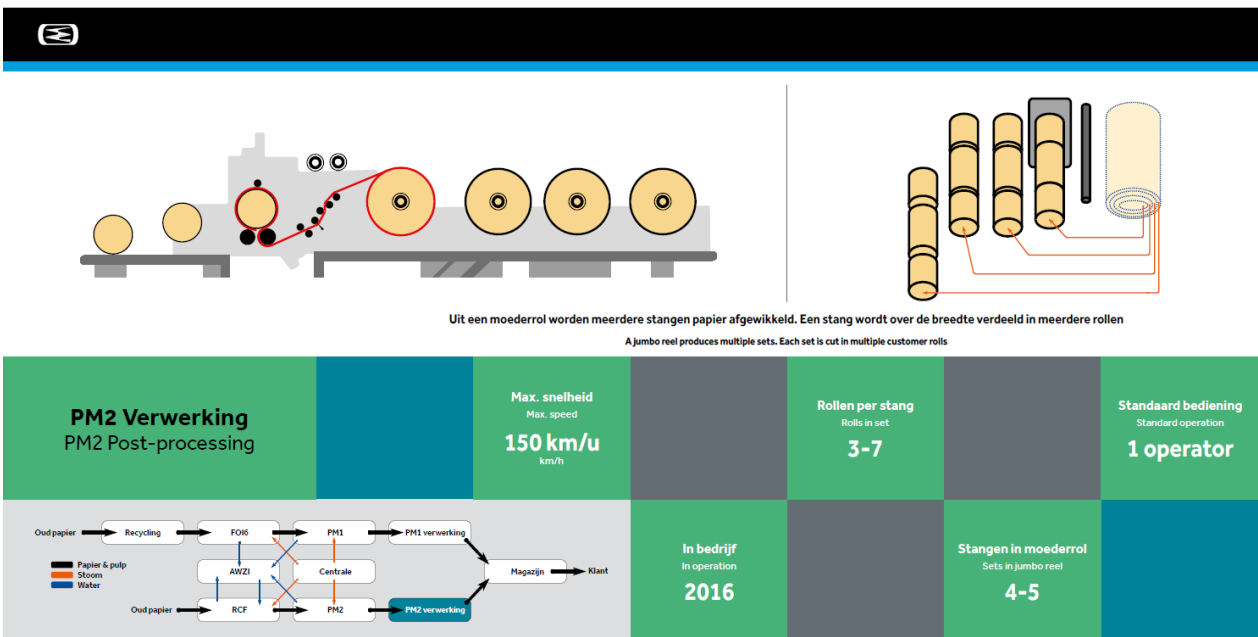 Uit een moederrol worden meerdere stangen papier afgewikkeld. Een stang wordt over de breedte verdeeld in meerdere rollen
A jumbo reel produces multiple sets. Each set is cut in multiple customer rolls
PM2 Verwerking
PM2 Post-processing
Max. snelheid
Max. speed
150 km/u
km/h
Rollen per stang
Rolls in set
3-7
Standaard bediening
Standard operation
1 operator
Oud papier
Recycling
FOI6
PM1
PM1 verwerking
Papier & pulp
Stoom
Water
AWZI
Centrale
Magazijn
Klant
Oud papier
RCF
PM2
PM2 verwerking
In bedrijf
In operation
2016
Stangen in moederrol
Sets in jumbo reel
4-5